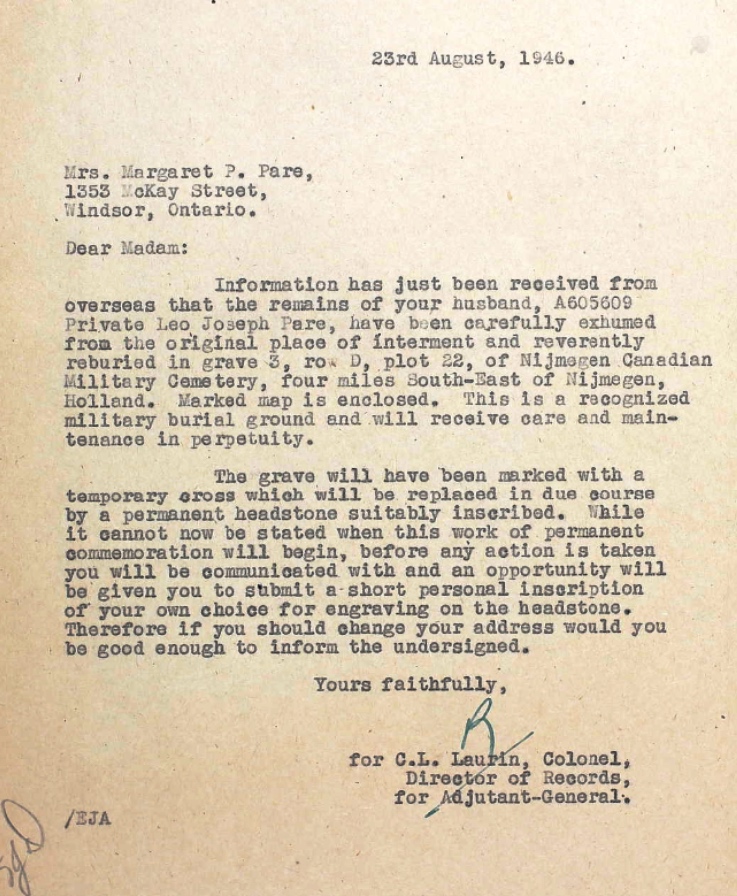 23rd August, 1946.
Mrs. Margaret P. Pare,
1353 McKay Street,
Windsor, Ontario.
Dear Madam:
Information has just been received from
overseas that the remains of your husband, A605609
Private Leo Joseph Pare, have been carefully exhumed
from the original place of interment and reverently
reburied in grave 3, row D, plot 22, of Nijmegen Canadian
Military Cemetery, four miles South-East of Nijmegen,
Holland. Marked map is enclosed. This is a recognized
military burial ground and will receive care and main-
tenance in perpetuity.
The grave will have been marked with a
temporary cross which will be replaced in due course
by a permanent headstone suitably inscribed. While
it cannot now be stated when this work of permanent
commemoration will begin, before any action is taken
you will be communicated with and an opportunity will
be given you to submit a short personal inscription
of your own choice for engraving on the headstone.
Therefore if you should change your address would you
be good enough to inform the undersigned.
Yours faithfully,
for C.L. Laurin, Colonel,
Director of Records,
for Adjutant-General.
/EJA